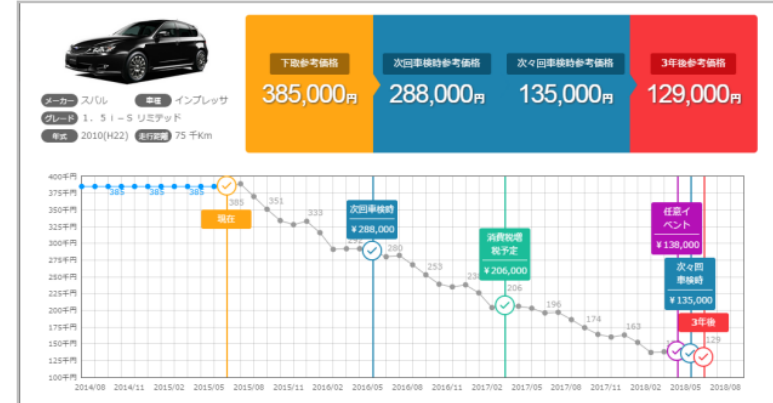 下取参考価格 次回車検時参考価格 次々回車検時参考価格 3年後参考価格
385,000円 288,000円 135,000円 129,000円
メーカー スバル 車種 インプレッサ
グレード 1.5i-S リミテッド
年式 2010(H22) 走行距離 75 千Km
400千円
375千円
350千円
325千円
300千円
275千円
250千円
225千円
200千円
175千円
150千円
125千円
100千円
385 385 385 385
現在
351
333
次回車検時
¥288,000
280
253
消費税増
税予定
¥206,000
206
196
174
163
任意イ
ベント
¥138,000
次々回
車検時
¥135,000
3年後
129
2014/08 2014/11 2015/02 2015/05 2015/08 2015/11 2016/02 2016/05 2016/08 2016/11 2017/02 2017/05 2017/08 2017/11 2018/02 2018/05 2018/08